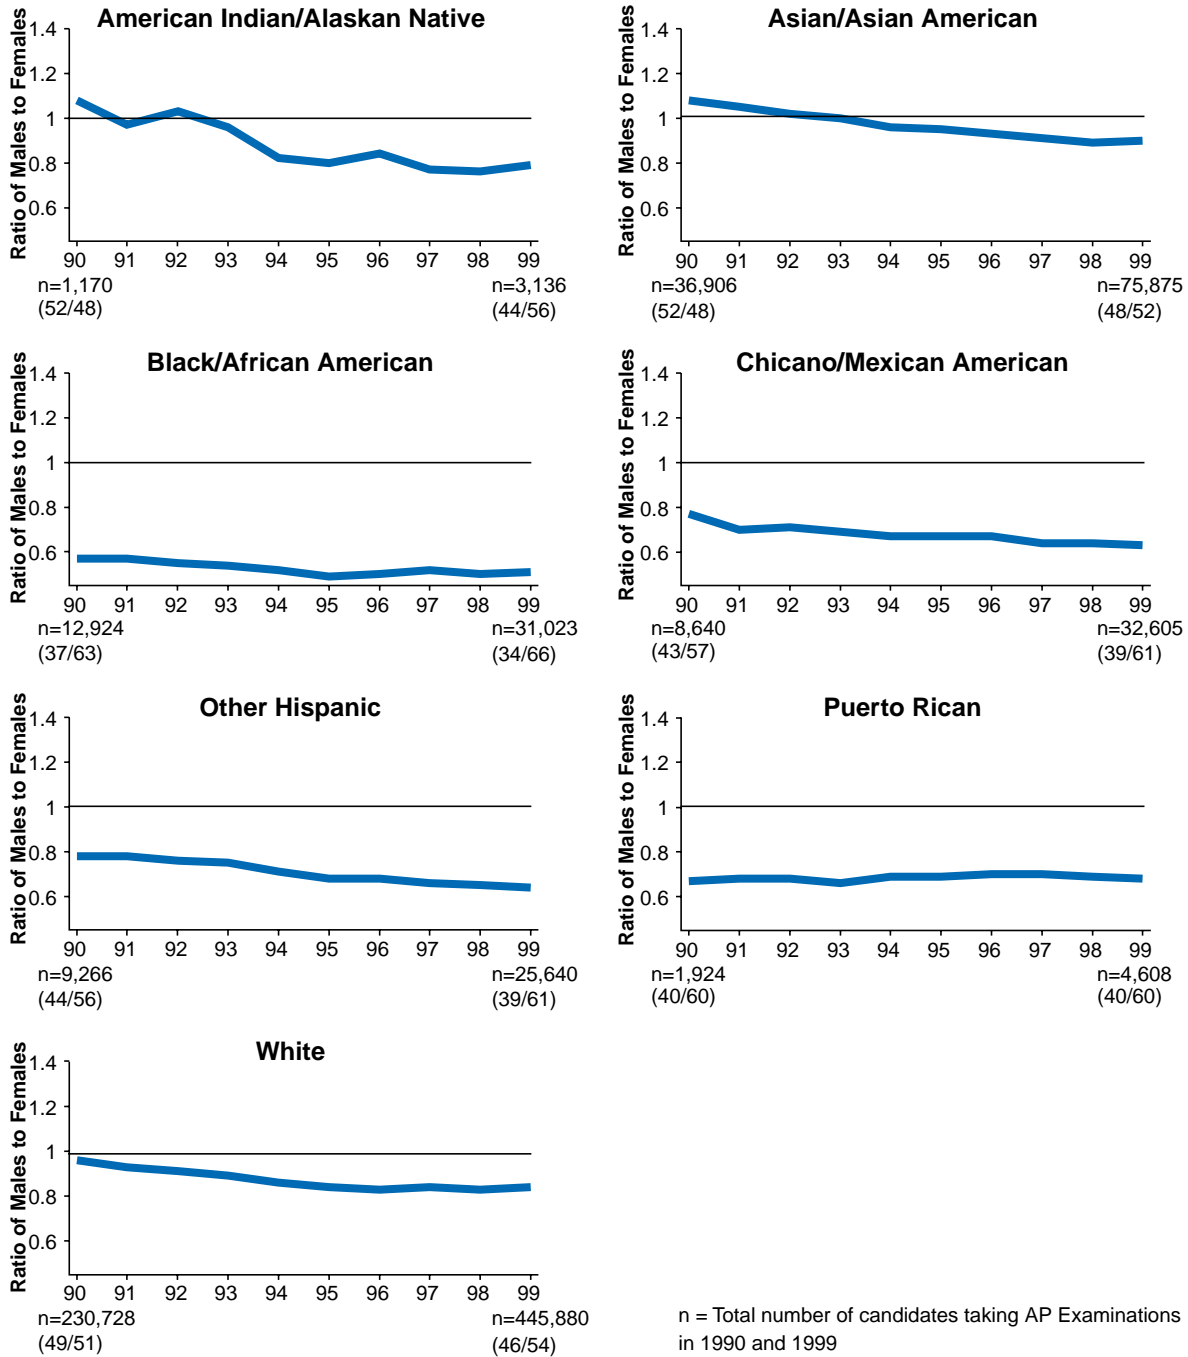 American Indian/Alaskan Native
Ratio of Males to Females
1.4
1.2
1
0.8
0.6
90 91 92 93 94 95 96 97 98 99
n=1,170 n=3,136
(52/48) (44/56)
Asian/Asian American
Ratio of Males to Females
1.4
1.2
1
0.8
0.6
90 91 92 93 94 95 96 97 98 99
n=36,906 n=75,875
(52/48) (48/52)
Black/African American
Ratio of Males to Females
1.4
1.2
1
0.8
0.6
90 91 92 93 94 95 96 97 98 99
n=12,924 n=31,023
(37/63) (34/66)
Chicano/Mexican American
Ratio of Males to Females
1.4
1.2
1
0.8
0.6
90 91 92 93 94 95 96 97 98 99
n=8,640 n=32,605
(43/57) (39/61)
Other Hispanic
Ratio of Males to Females
1.4
1.2
1
0.8
0.6
90 91 92 93 94 95 96 97 98 99
n=9,266 n=25,640
(44/56) (39/61)
Puerto Rican
Ratio of Males to Females
1.4
1.2
1
0.8
0.6
90 91 92 93 94 95 96 97 98 99
n=1,924 n=4,608
(40/60) (40/60)
White
Ratio of Males to Females
1.4
1.2
1
0.8
0.6
90 91 92 93 94 95 96 97 98 99
n=230,728 n=445,880
(49/51) (46/54)
n = Total number of candidates taking AP Examinations
in 1990 and 1999